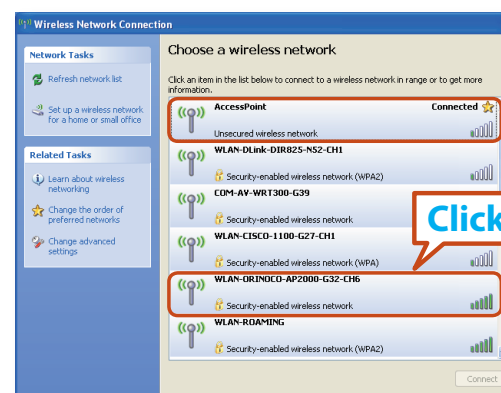 Wireless Network Connection
Network Tasks
Refresh network list
Set up a wireless network
for a home or small office
Related Tasks
Learn about wireless
networking
Change the order of
preferred networks
Change advanced
settings
Choose a wireless network
Click an item in the list below to connect to a wireless network in range or to get more
information.
AccessPoint
Connected
Unsecured wireless network
WLAN-DLink-DIR825-N52-CH1
Security-enabled wireless network (WPA2)
COM-AV-WRT300-G39
Security-enabled wireless network
WLAN-CISCO-1100-G27-CH1
Security-enabled wireless network (WPA)
Click
WLAN-ORINOCO-AP2000-G32-CH6
Security-enabled wireless network
WLAN-ROAMING
Security-enabled wireless network (WPA2)
Connect